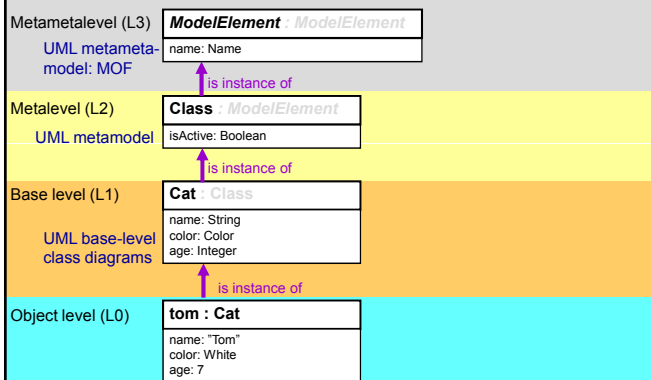 Metametalevel (L3)
ModelElement : ModelElement
UML metameta-
model: MOF
name: Name
is instance of
Metalevel (L2)
Class : ModelElement
UML metamodel
isActive: Boolean
is instance of
Base level (L1)
Cat : Class
name: String
color: Color
age: Integer
UML base-level
class diagrams
is instance of
Object level (L0)
tom : Cat
name: ”Tom”
color: White
age: 7